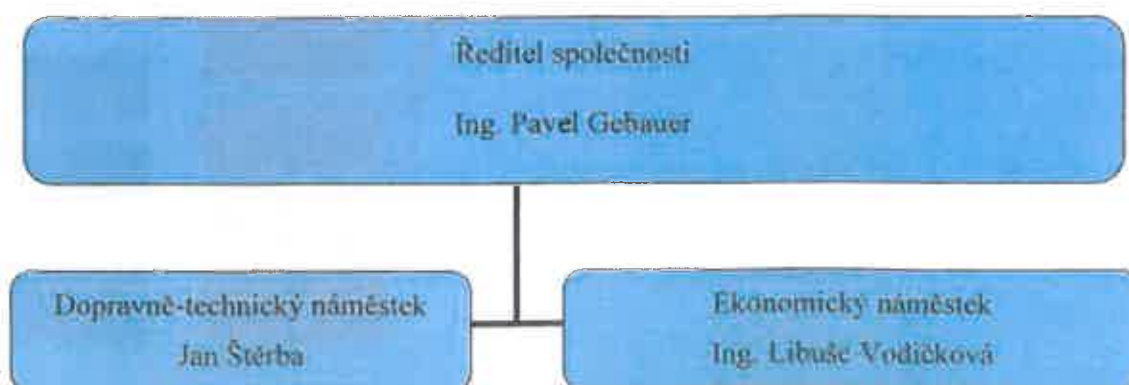 Ředitel společnosti
Ing. Pavel Gebauer
Dopravně-technický náměstek
Jan Štěrba
Ekonomický náměstek
Ing. Libuše Vodičková